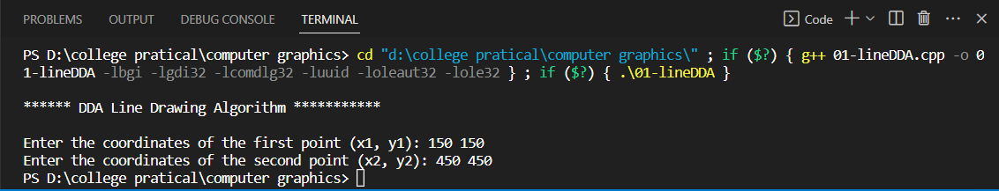 PROBLEMS OUTPUT DEBUG CONSOLE TERMINAL Code
PS D:\college pratical\computer graphics> cd "d:\college pratical\computer graphics\" ; if ($?) { g++ 01-lineDDA.cpp -o 0
1-lineDDA -lbgi -lgdi32 -lcomdlg32 -luuid -loleaut32 -lole32 } ; if ($?) { .\01-lineDDA }
****** DDA Line Drawing Algorithm ***********
Enter the coordinates of the first point (x1, y1): 150 150
Enter the coordinates of the second point (x2, y2): 450 450
PS D:\college pratical\computer graphics>